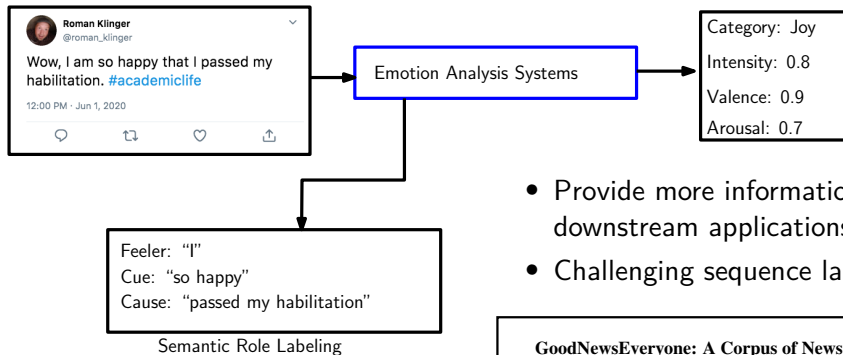 Roman Klinger
@roman_klinger
Wow, I am so happy that I passed my
habilitation. #academiclife
12:00 PM · Jun 1, 2020
Emotion Analysis Systems
Category: Joy
Intensity: 0.8
Valence: 0.9
Arousal: 0.7
Feeler: “I”
Cue: “so happy”
Cause: “passed my habilitation”
Semantic Role Labeling
• Provide more
downstream applications
• Challenging sequence
GoodNewsEveryone: A Corpus of News